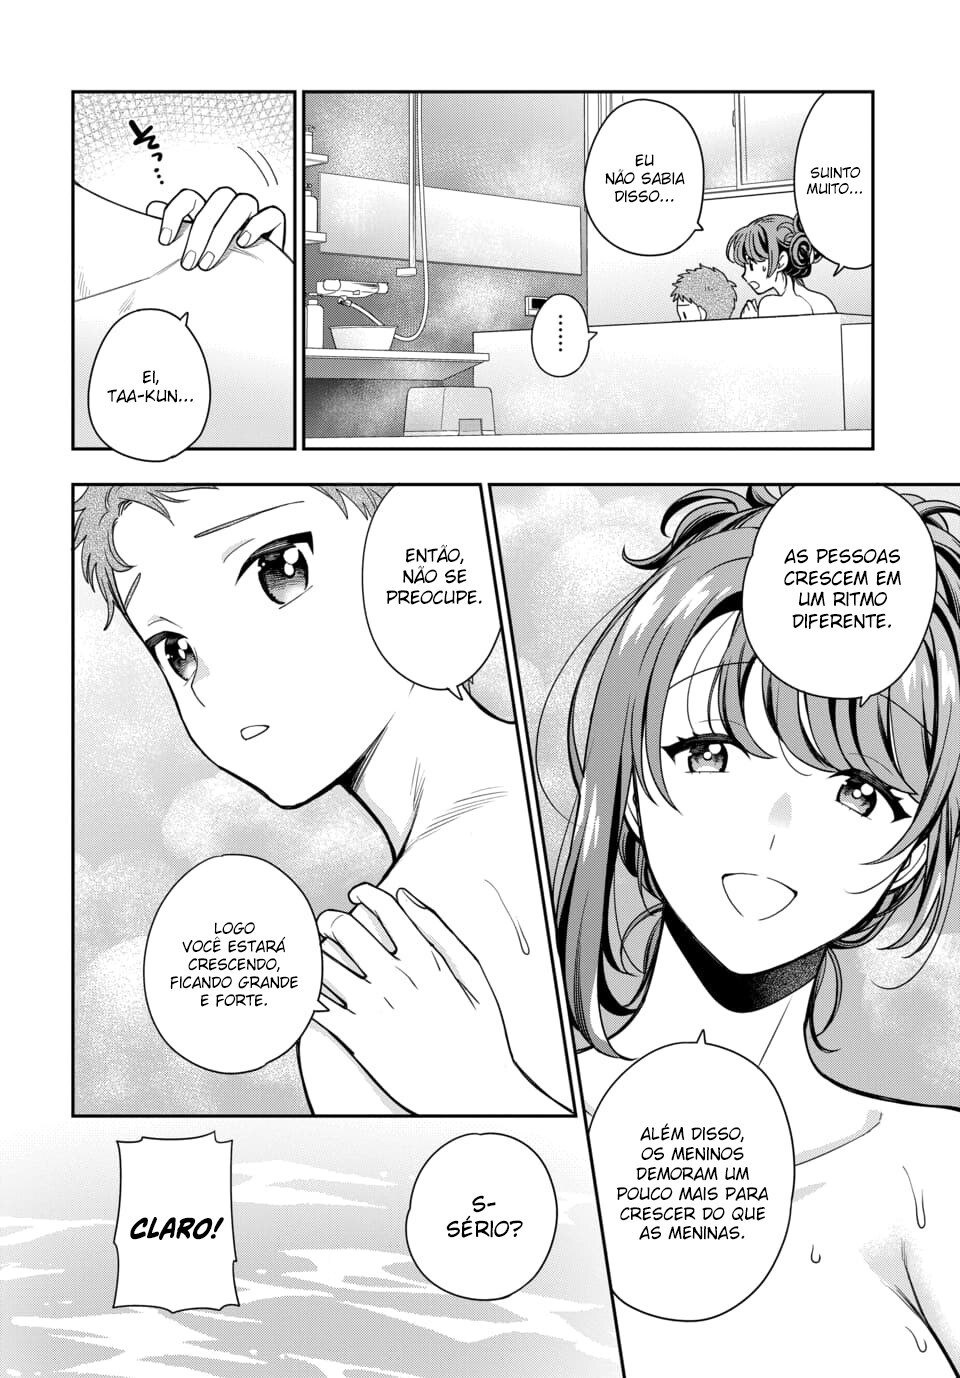 SUINTO
MUITO...
EU
NÃO SABIA
DISSO...
......
EI,
TAA-KUN...
AS PESSOAS
CRESCEM EM
UM RITMO
DIFERENTE.
ENTÃO,
NÃO SE
PREOCUPE.
LOGO
VOCÊ ESTARÁ
CRESCENDO,
FICANDO GRANDE
E FORTE.
ALÉM DISSO,
OS MENINOS
DEMORAM UM
POUCO MAIS PARA
CRESCER DO QUE
AS MENINAS.
S-
SÉRIO?
CLARO!